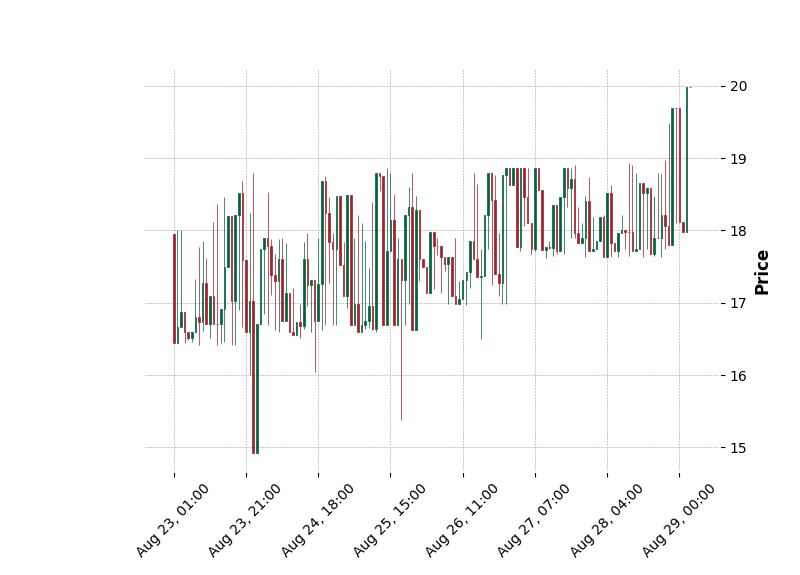 20
19
18
17
16
15
Price
Aug 23, 01:00
Aug 23, 21:00
Aug 24, 18:00
Aug 25, 15:00
Aug 26, 11:00
Aug 27, 07:00
Aug 28, 04:00
Aug 29, 00:00